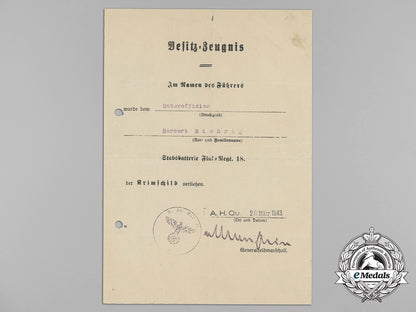 Besitz-Zeugnis
Im Namen des Führers
wurde dem Unteroffizier
(Dienstgrad)
Herbert
(Vor- und Familienname)
Stabsbatterie Flak-Regt. 18.
der Krimschild verliehen.
A.H.Qu. 20. März 1943
(Ort und Datum)
Generalfeldmarschall.